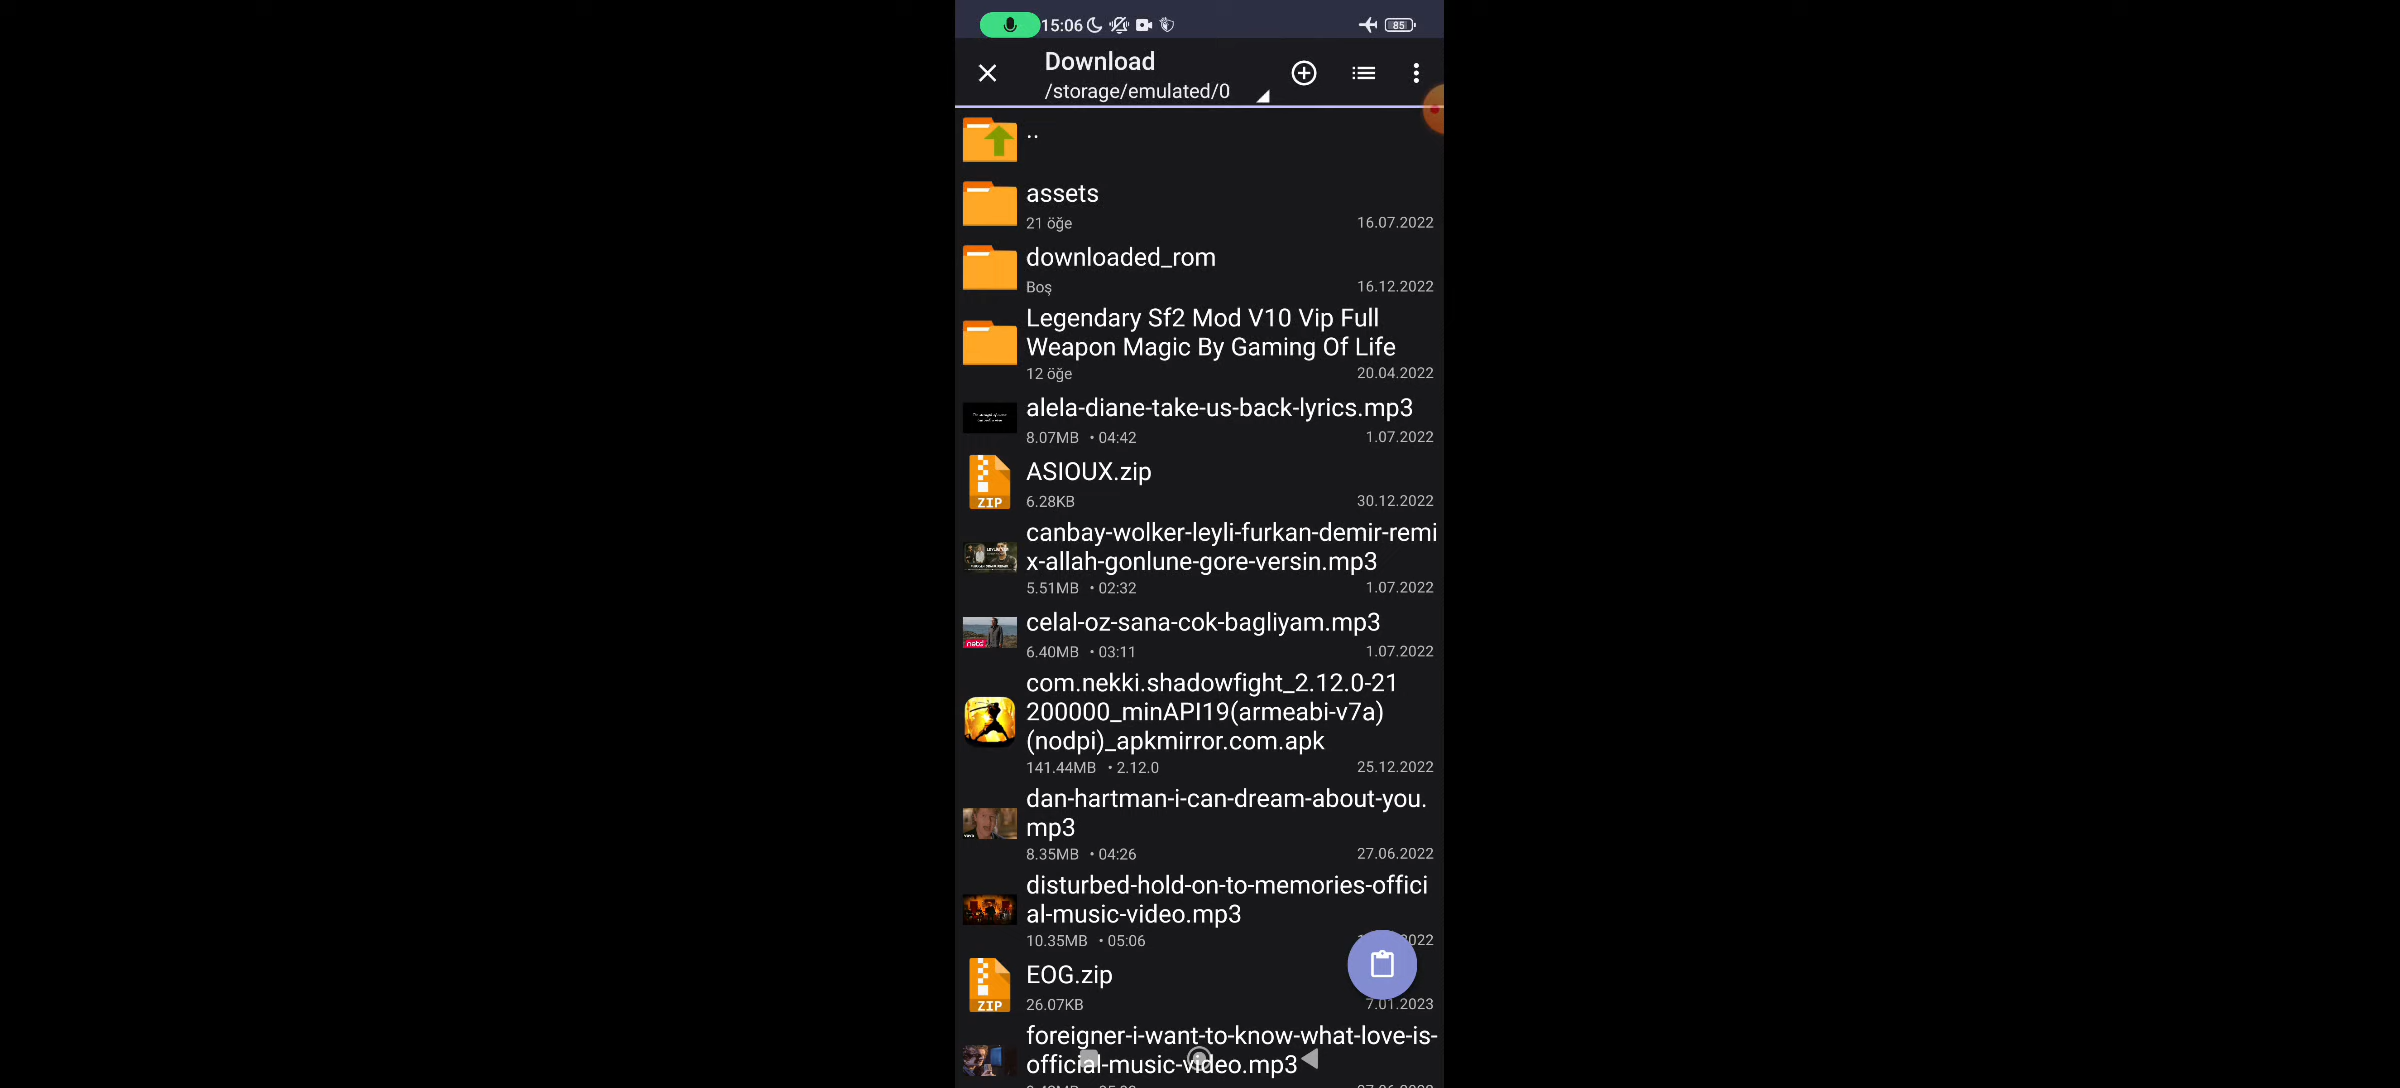 15:06
85
Download
/storage/emulated/0
..
assets
21 öğe
16.07.2022
downloaded_rom
Boş
16.12.2022
Legendary Sf2 Mod V10 Vip Full
Weapon Magic By Gaming Of Life
12 öğe
20.04.2022
alela-diane-take-us-back-lyrics.mp3
8.07MB • 04:42
1.07.2022
ZIP
ASIOUX.zip
6.28KB
30.12.2022
canbay-wolker-leyli-furkan-demir-remi
x-allah-gonlune-gore-versin.mp3
5.51MB • 02:32
1.07.2022
celal-oz-sana-cok-bagliyam.mp3
6.40MB • 03:11
1.07.2022
com.nekki.shadowfight_2.12.0-21
200000_minAPI19(armeabi-v7a)
(nodpi)_apkmirror.com.apk
141.44MB • 2.12.0
25.12.2022
dan-hartman-i-can-dream-about-you.
mp3
8.35MB • 04:26
27.06.2022
disturbed-hold-on-to-memories-offici
al-music-video.mp3
10.35MB • 05:06
ZIP
EOG.zip
26.07KB
7.01.2023
foreigner-i-want-to-know-what-love-is-
official-music-video.mp3